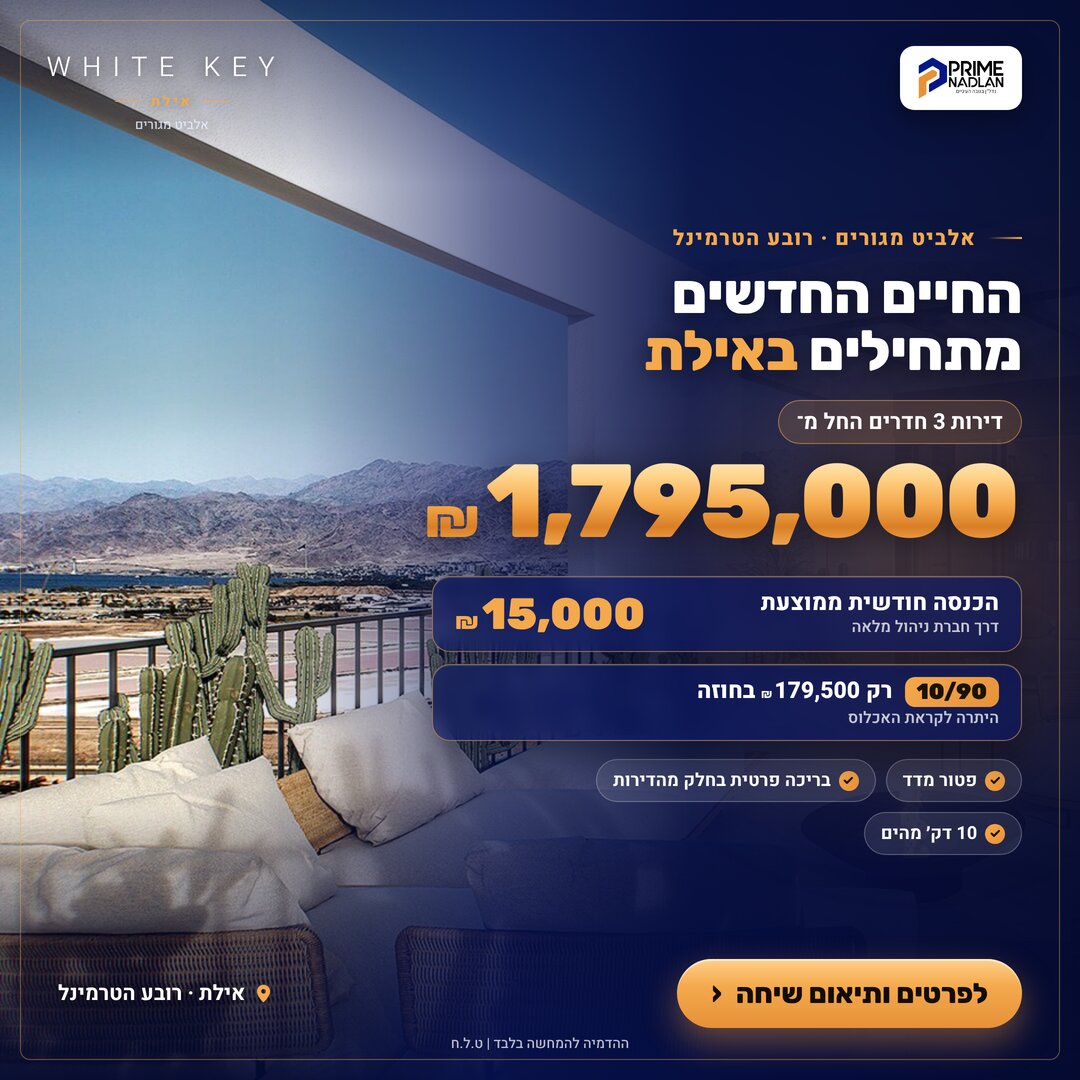 WHITE KEY
אילת
אלביט מגורים
PRIME
NADLAN
נדל"ן בגובה העיניים
אלביט מגורים · רובע הטרמינל
החיים החדשים
מתחילים באילת
דירות 3 חדרים החל מ־
1,795,000 ₪
הכנסה חודשית ממוצעת
דרך חברת ניהול מלאה
15,000 ₪
10/90 רק 179,500 ₪ בחוזה
היתרה לקראת האכלוס
פטור מדד
בריכה פרטית בחלק מהדירות
10 דק׳ מהים
לפרטים ותיאום שיחה ›
אילת · רובע הטרמינל
ההדמיה להמחשה בלבד | ט.ל.ח